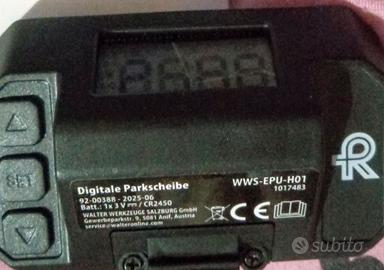 SET
Digitale Parkscheibe
WWS-EPU-H01
92-00388 - 2025-06
1017483
Batt.: 1x 3 V / CR2450
WALTER WERKZEUGE SALZBURG GmbH
Gewerbeparkstr. 9, 5081 Anif, Austria
service@walteronline.com
CE
subito